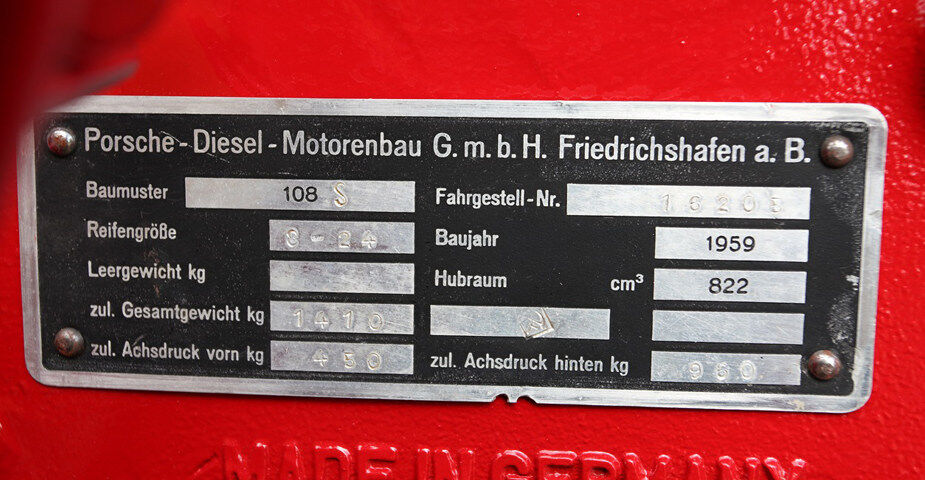 Porsche-Diesel-Motorenbau G.m.b.H. Friedrichshafen a.B.
Baumuster 108 S Fahrgestell-Nr. 16205
Reifengröße 8-24 Baujahr 1959
Leergewicht kg Hubraum cm³ 822
zul. Gesamtgewicht kg 1410
zul. Achsdruck vorn kg 450 zul. Achsdruck hinten kg 960
MADE IN GERMANY